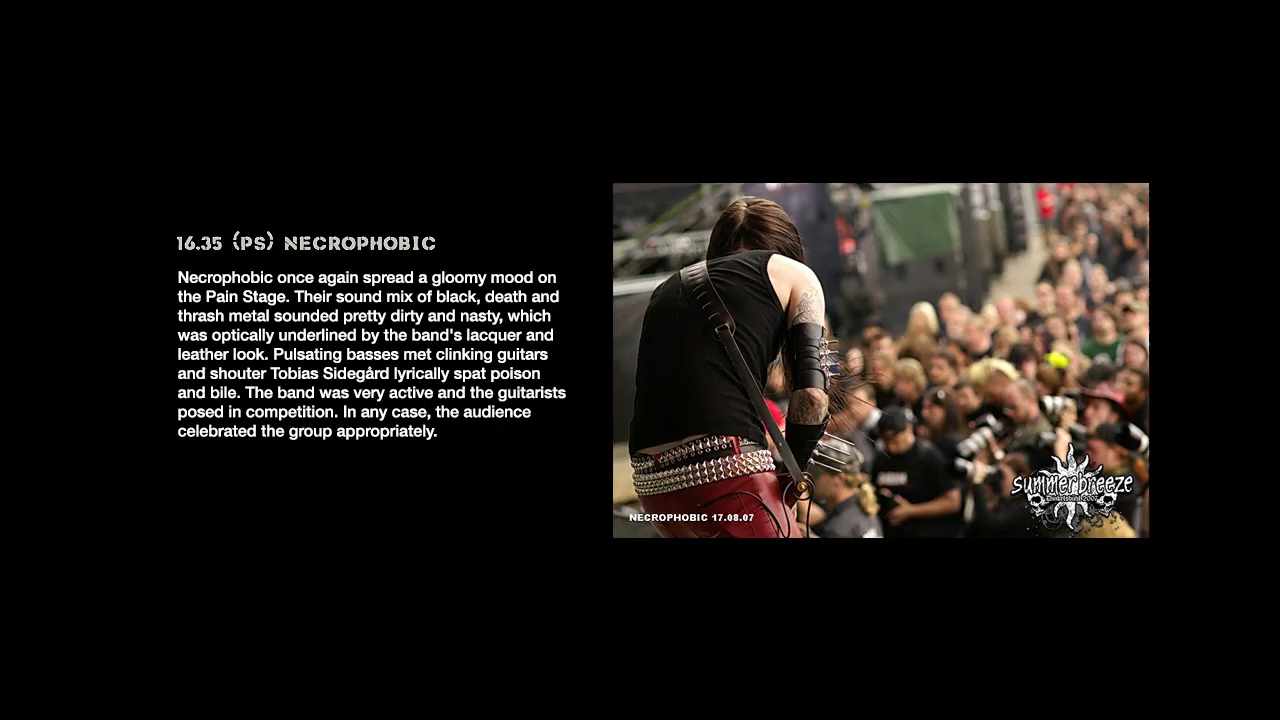 16.35 (PS) NECROPHOBIC
Necrophobic once again spread a gloomy mood on
the Pain Stage. Their sound mix of black, death and
thrash metal sounded pretty dirty and nasty, which
was optically underlined by the band's lacquer and
leather look. Pulsating basses met clinking guitars
and shouter Tobias Sidegård lyrically spat poison
and bile. The band was very active and the guitarists
posed in competition. In any case, the audience
celebrated the group appropriately.
NECROPHOBIC 17.08.07
summerbreeze
Dinkelsbühl 2007